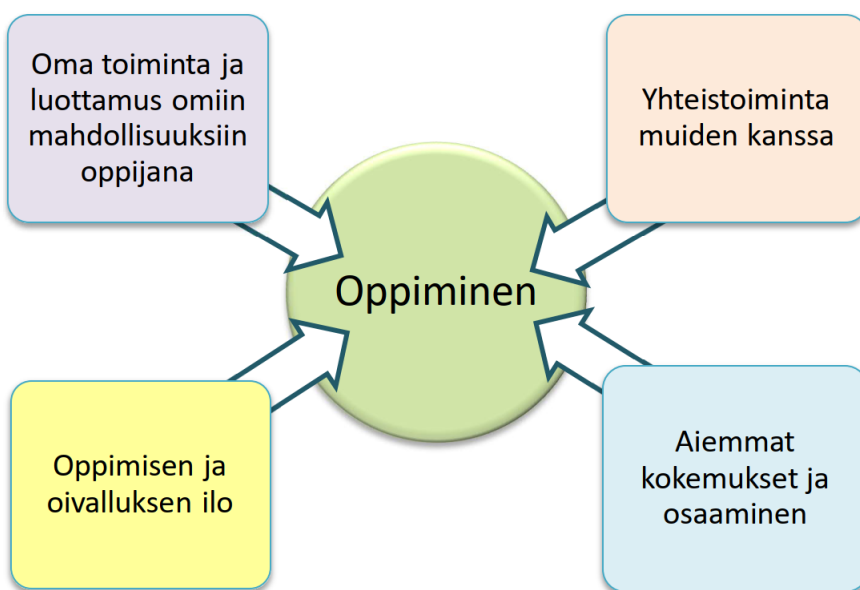 Oma toiminta ja
luottamus omiin
mahdollisuuksiin
oppijana
Yhteistoiminta
muiden kanssa
Oppiminen
Oppimisen ja
oivalluksen ilo
Aiemmat
kokemukset ja
osaaminen